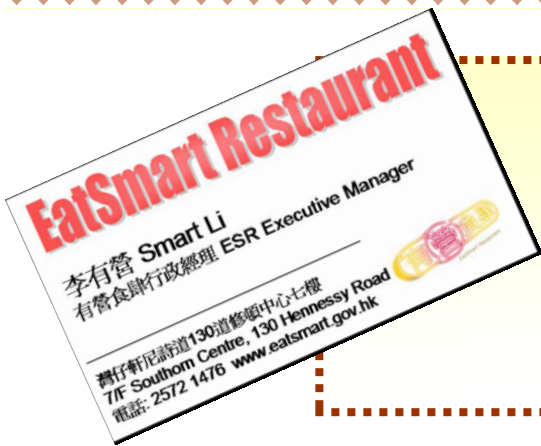 EatSmart Restaurant
李有營 Smart Li
有營食肆行政經理 ESR Executive Manager
灣仔軒尼詩道130道修頓中心七樓
7/F Southorn Centre, 130 Hennessy Road
電話: 2572 1476 www.eatsmart.gov.hk
營